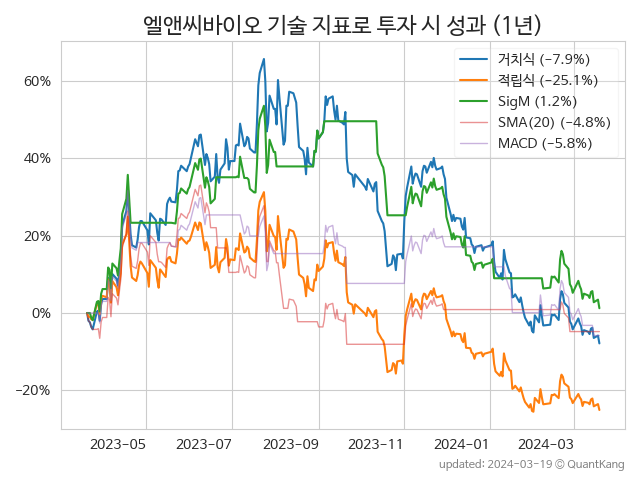 엘앤씨바이오 기술 지표로 투자 시 성과 (1년)
거치식 (−7.9%)
적립식 (−25.1%)
SigM (1.2%)
SMA(20) (−4.8%)
MACD (−5.8%)
60%
40%
20%
0%
−20%
2023-05
2023-07
2023-09
2023-11
2024-01
2024-03
updated: 2024-03-19 © QuantKang